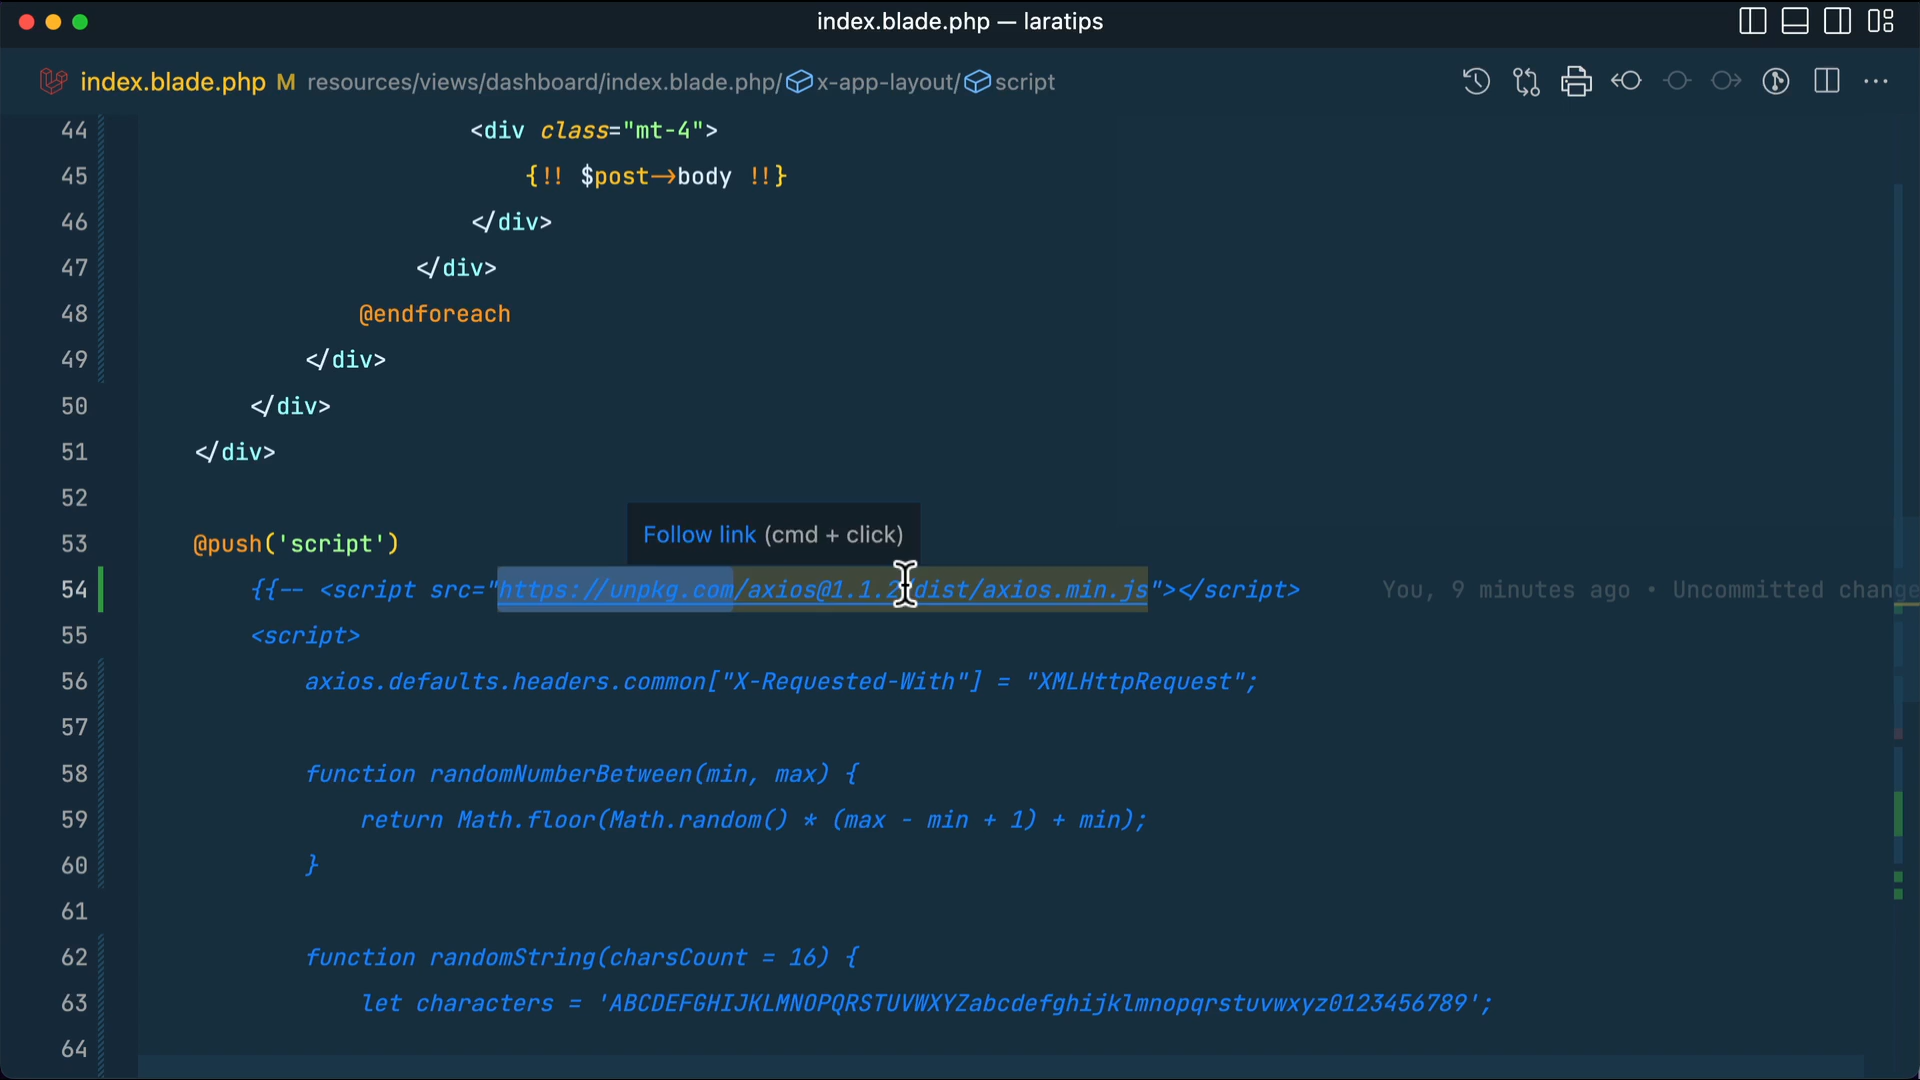 index.blade.php — laratips
index.blade.php M resources/views/dashboard/index.blade.php/ x-app-layout/ script
44 <div class="mt-4">
45 {!! $post->body !!}
46 </div>
47 </div>
48 @endforeach
49 </div>
50 </div>
51 </div>
52
Follow link (cmd + click)
53 @push('script')
54 {{-- <script src="https://unpkg.com/axios@1.1.2/dist/axios.min.js"></script> You, 9 minutes ago • Uncommitted change
55 <script>
56 axios.defaults.headers.common["X-Requested-With"] = "XMLHttpRequest";
57
58 function randomNumberBetween(min, max) {
59 return Math.floor(Math.random() * (max - min + 1) + min);
60 }
61
62 function randomString(charsCount = 16) {
63 let characters = 'ABCDEFGHIJKLMNOPQRSTUVWXYZabcdefghijklmnopqrstuvwxyz0123456789';
64